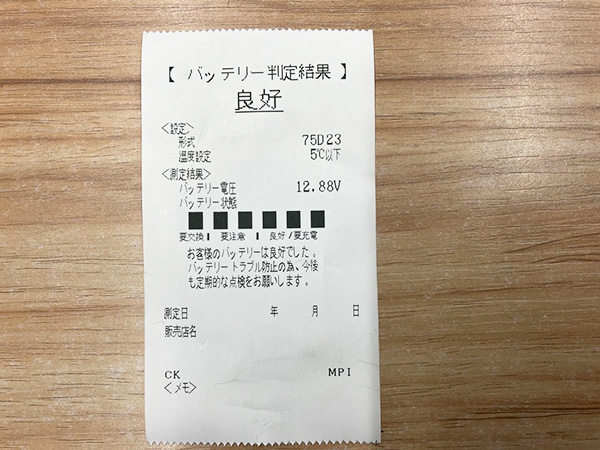 【 バッテリー判定結果 】
良好
＜設定＞
形式 75D23
温度設定 5℃以下
＜測定結果＞
バッテリー電圧 12.88V
バッテリー状態
■ ■ ■ ■ ■ ■
要交換 | 要注意 | 良好/要充電
お客様のバッテリーは良好でした。
バッテリートラブル防止の為、今後
も定期的な点検をお願いします。
測定日 年 月 日
販売店名
CK MPI
＜メモ＞